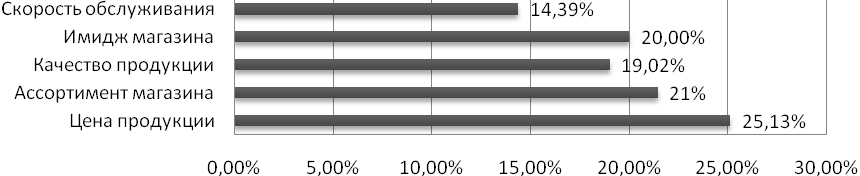 Скорость обслуживания 14,39%
Имидж магазина 20,00%
Качество продукции 19,02%
Ассортимент магазина 21%
Цена продукции 25,13%
0,00% 5,00% 10,00% 15,00% 20,00% 25,00% 30,00%